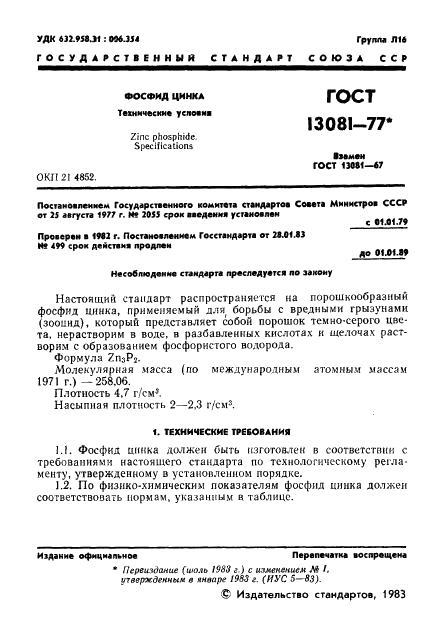 УДК 632.958.31 : 006.354 Группа Л16
ГОСУДАРСТВЕННЫЙ СТАНДАРТ СОЮЗА ССР
ФОСФИД ЦИНКА
Технические условия
Zinc phosphide.
Specifications
ГОСТ
13081—77*
Взамен
ГОСТ 13081—67
ОКП 21 4852.
Постановлением Государственного комитета стандартов Совета Министров СССР
от 25 августа 1977 г. № 2055 срок введения установлен
с 01.01.79
Проверен в 1982 г. Постановлением Госстандарта от 28.01.83
№ 499 срок действия продлен
до 01.01.89
Несоблюдение стандарта преследуется по закону
Настоящий стандарт распространяется на порошкообразный
фосфид цинка, применяемый для борьбы с вредными грызунами
(зооцид), который представляет собой порошок темно-серого цве-
та, нерастворим в воде, в разбавленных кислотах и щелочах раст-
ворим с образованием фосфористого водорода.
Формула Zn₃P₂.
Молекулярная масса (по международным атомным массам
1971 г.) — 258,06.
Плотность 4,7 г/см³.
Насыпная плотность 2—2,3 г/см³.
1. ТЕХНИЧЕСКИЕ ТРЕБОВАНИЯ
1.1. Фосфид цинка должен быть изготовлен в соответствии с
требованиями настоящего стандарта по технологическому регла-
менту, утвержденному в установленном порядке.
1.2. По физико-химическим показателям фосфид цинка должен
соответствовать нормам, указанным в таблице.
Издание официальное Перепечатка воспрещена
* Переиздание (июль 1983 г.) с изменением № 1,
утвержденным в январе 1983 г. (ИУС 5—83).
© Издательство стандартов, 1983